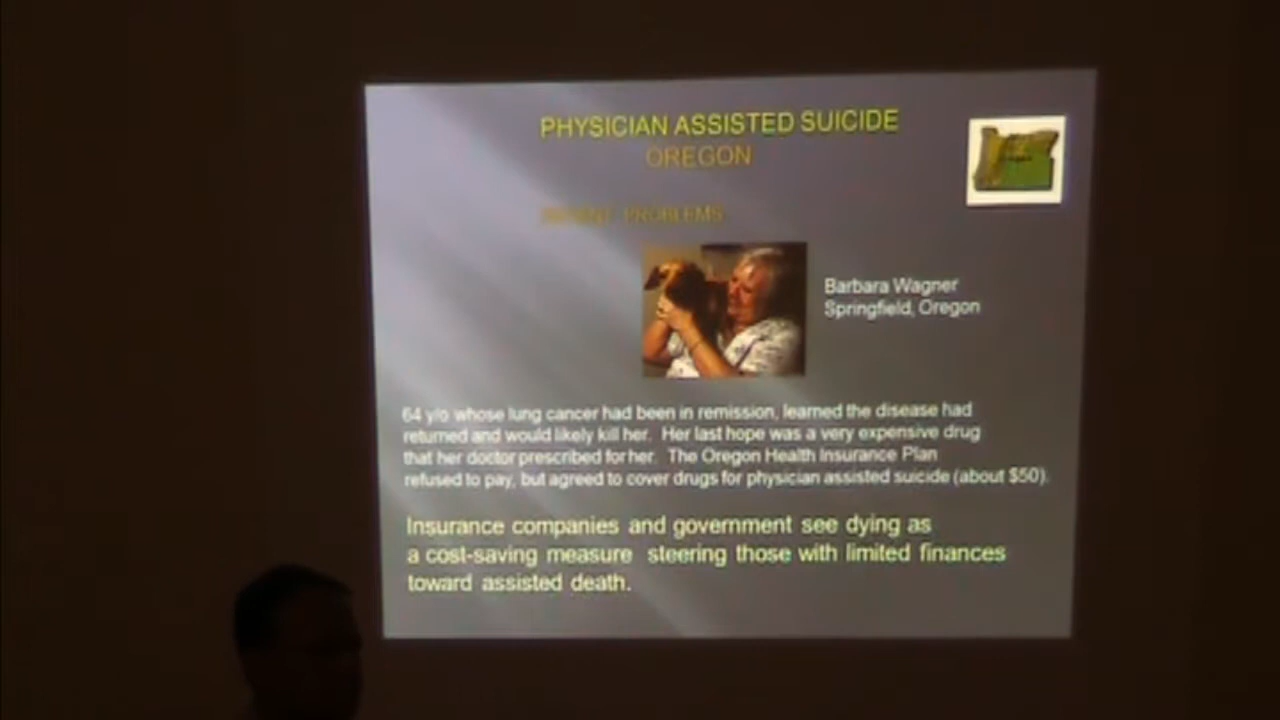 PHYSICIAN ASSISTED SUICIDE
OREGON
PATIENT PROBLEMS
Barbara Wagner
Springfield, Oregon
64 y/o whose lung cancer had been in remission, learned the disease had
returned and would likely kill her. Her last hope was a very expensive drug
that her doctor prescribed for her. The Oregon Health Insurance Plan
refused to pay, but agreed to cover drugs for physician assisted suicide (about $50).
Insurance companies and government see dying as
a cost-saving measure steering those with limited finances
toward assisted death.